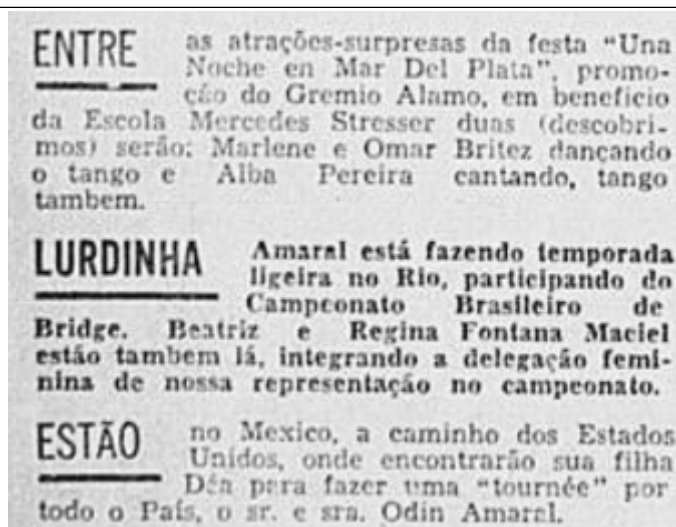 ENTRE as atrações-surpresas da festa “Una
Noche en Mar Del Plata”, promo-
ção do Gremio Alamo, em beneficio
da Escola Mercedes Stresser duas (descobri-
mos) serão: Marlene e Omar Britez dançando
o tango e Alba Pereira cantando, tango
tambem.
LURDINHA Amaral está fazendo temporada
ligeira no Rio, participando do
Campeonato Brasileiro de
Bridge. Beatriz e Regina Fontana Maciel
estão tambem lá, integrando a delegação femi-
nina de nossa representação no campeonato.
ESTÃO no Mexico, a caminho dos Estados
Unidos, onde encontrarão sua filha
Déa para fazer uma “tournée” por
todo o País, o sr. e sra. Odin Amaral.